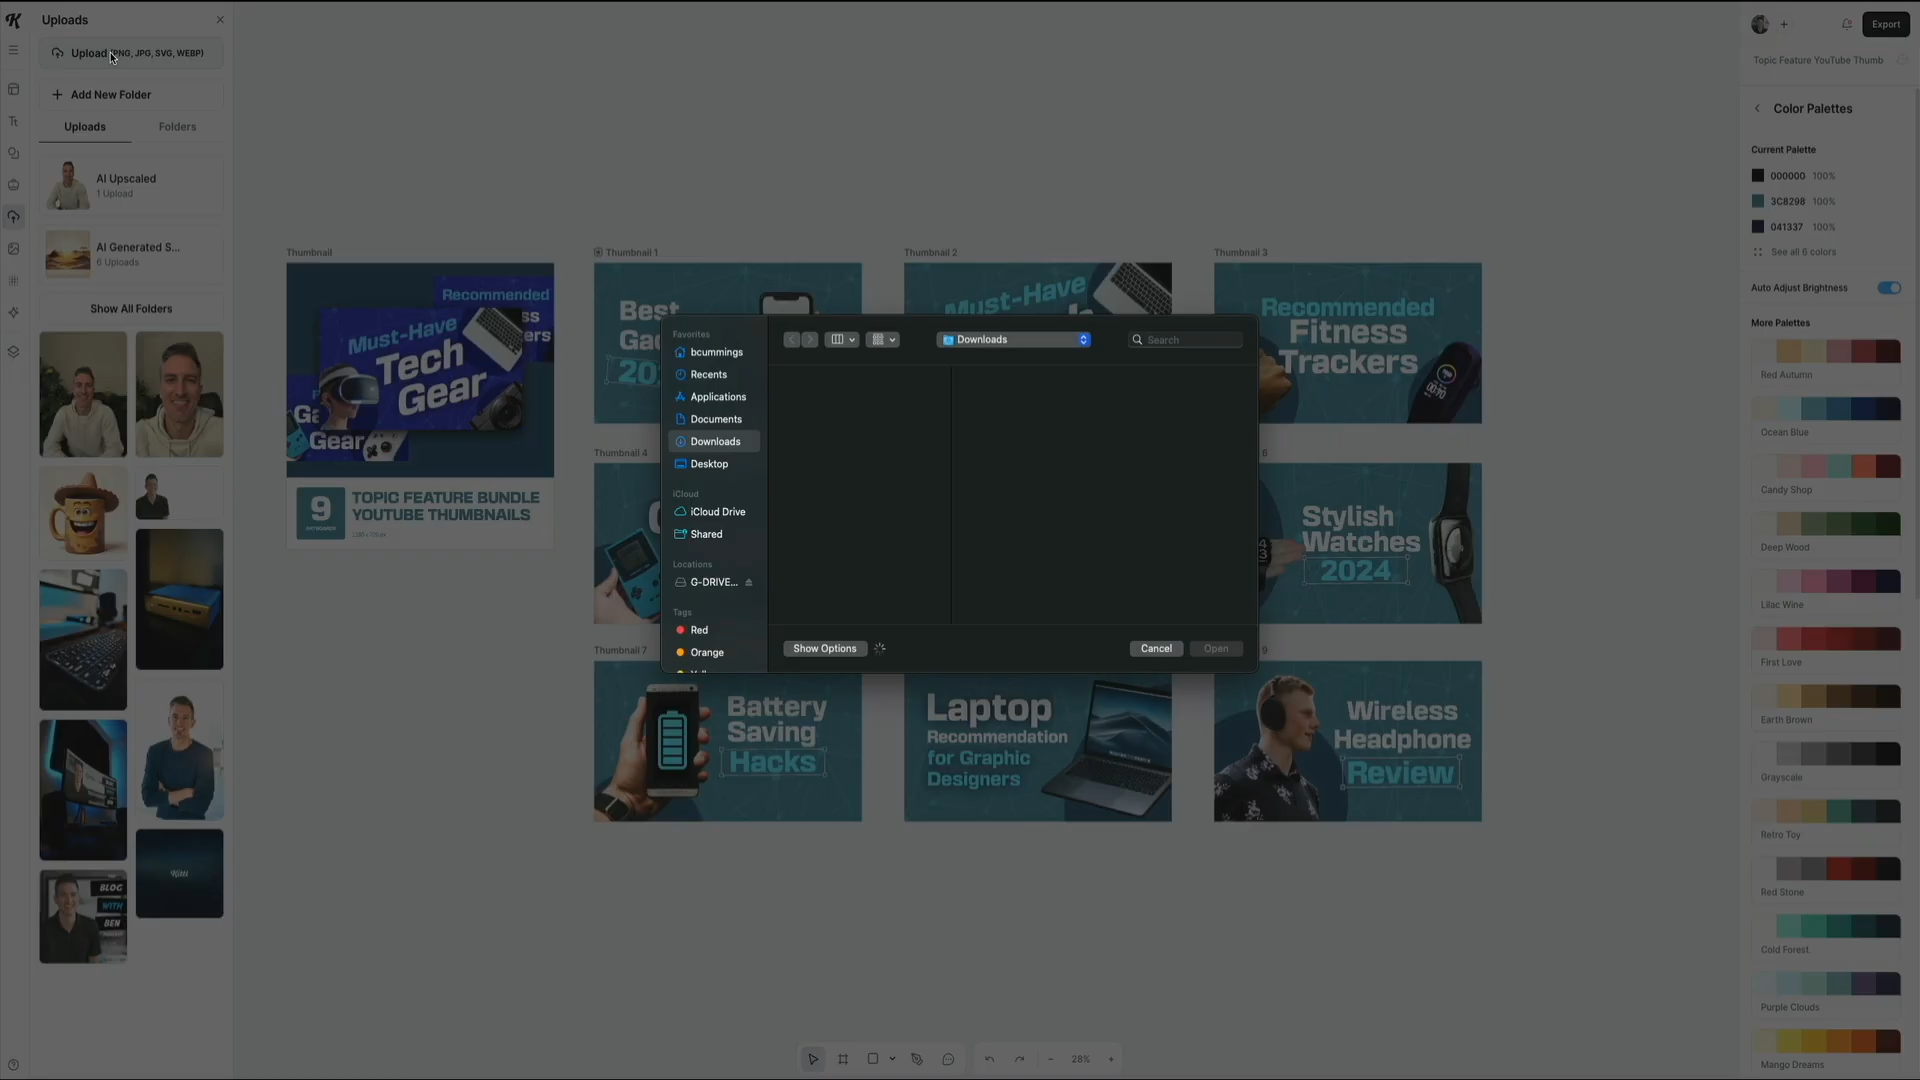 Uploads
Upload (PNG, JPG, SVG, WEBP)
Add New Folder
Uploads
Folders
AI Upscaled
1 Upload
AI Generated S...
6 Uploads
Show All Folders
BLOG
WITH
BEN
Kittl
Thumbnail
Recommended
Must-Have
Tech
Gear
Gear
9
TOPIC FEATURE BUNDLE
YOUTUBE THUMBNAILS
Thumbnail 1
Best
Thumbnail 2
Must-Have
Thumbnail 3
Recommended
Fitness
Trackers
Thumbnail 4
6
Stylish
Watches
2024
Thumbnail 7
Battery
Saving
Hacks
Laptop
Recommendation
for Graphic
Designers
9
Wireless
Headphone
Review
Favorites
bcummings
Recents
Applications
Documents
Downloads
Desktop
iCloud
iCloud Drive
Shared
Locations
G-DRIVE...
Tags
Red
Orange
Downloads
Search
Show Options
Cancel
Open
28%
Export
Topic Feature YouTube Thumb
Color Palettes
Current Palette
000000 100%
3C8298 100%
041337 100%
See all 6 colors
Auto Adjust Brightness
More Palettes
Red Autumn
Ocean Blue
Candy Shop
Deep Wood
Lilac Wine
First Love
Earth Brown
Grayscale
Retro Toy
Red Stone
Cold Forest
Purple Clouds
Mango Dreams